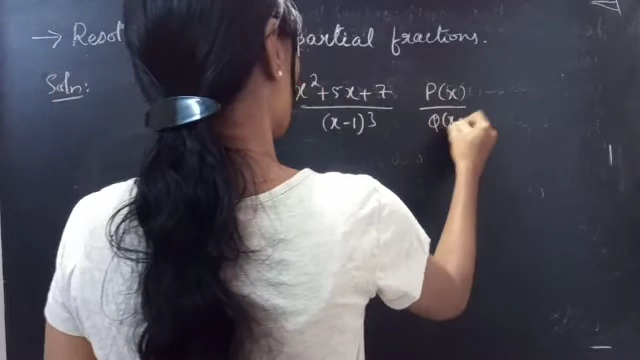 → Resol partial fractions.
Soln: x²+5x+7 P(x)
(x-1)3 Q(x